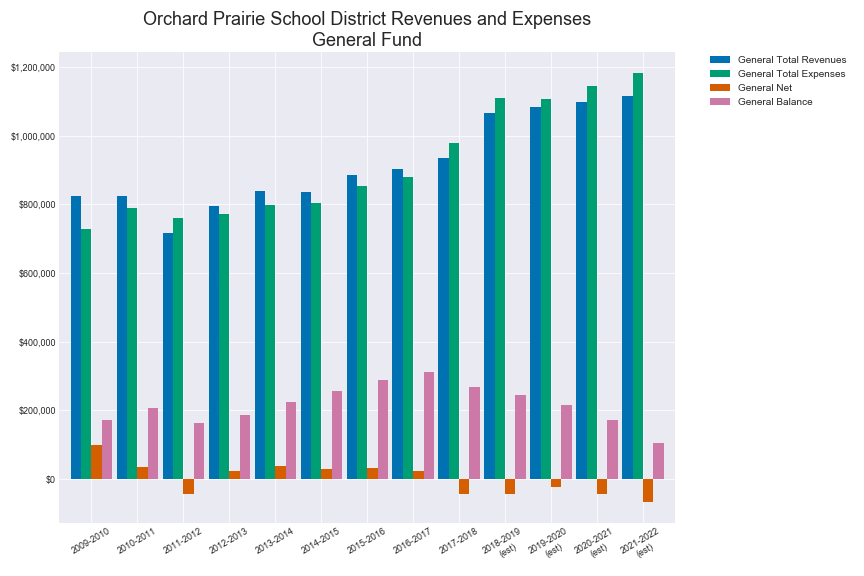 Orchard Prairie School District Revenues and Expenses
General Fund
General Total Revenues
General Total Expenses
General Net
General Balance
$1,200,000
$1,000,000
$800,000
$600,000
$400,000
$200,000
$0
2009-2010
2010-2011
2011-2012
2012-2013
2013-2014
2014-2015
2015-2016
2016-2017
2017-2018
2018-2019
(est)
2019-2020
(est)
2020-2021
(est)
2021-2022
(est)